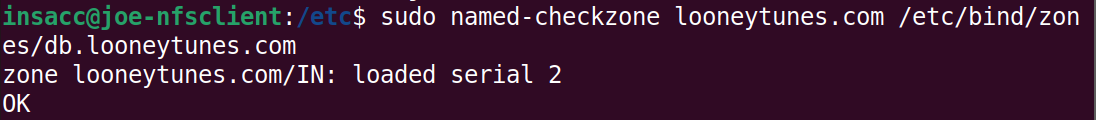 insacc@joe-nfsclient:/etc$ sudo named-checkzone looneytunes.com /etc/bind/zon
es/db.looneytunes.com
zone looneytunes.com/IN: loaded serial 2
OK